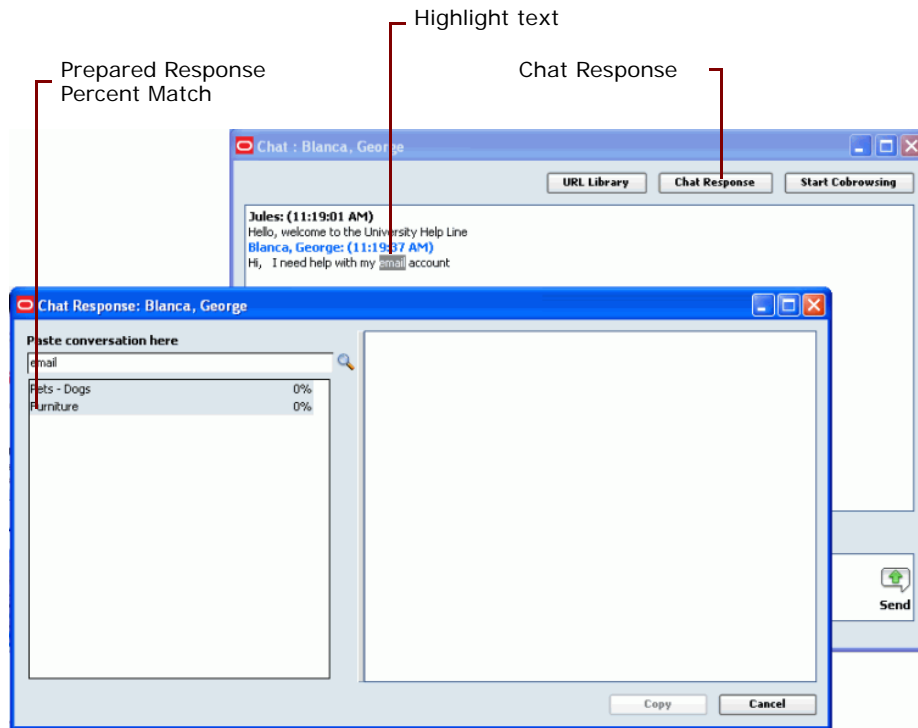 Highlight text
Prepared Response
Percent Match
Chat Response
Chat : Blanca, George
URL Library
Chat Response
Start Cobrowsing
Jules: (11:19:01 AM)
Hello, welcome to the University Help Line
Blanca, George: (11:19:37 AM)
Hi, I need help with my email account
Chat Response: Blanca, George
Paste conversation here
email
Pets - Dogs 0%
Furniture 0%
Send
Copy
Cancel